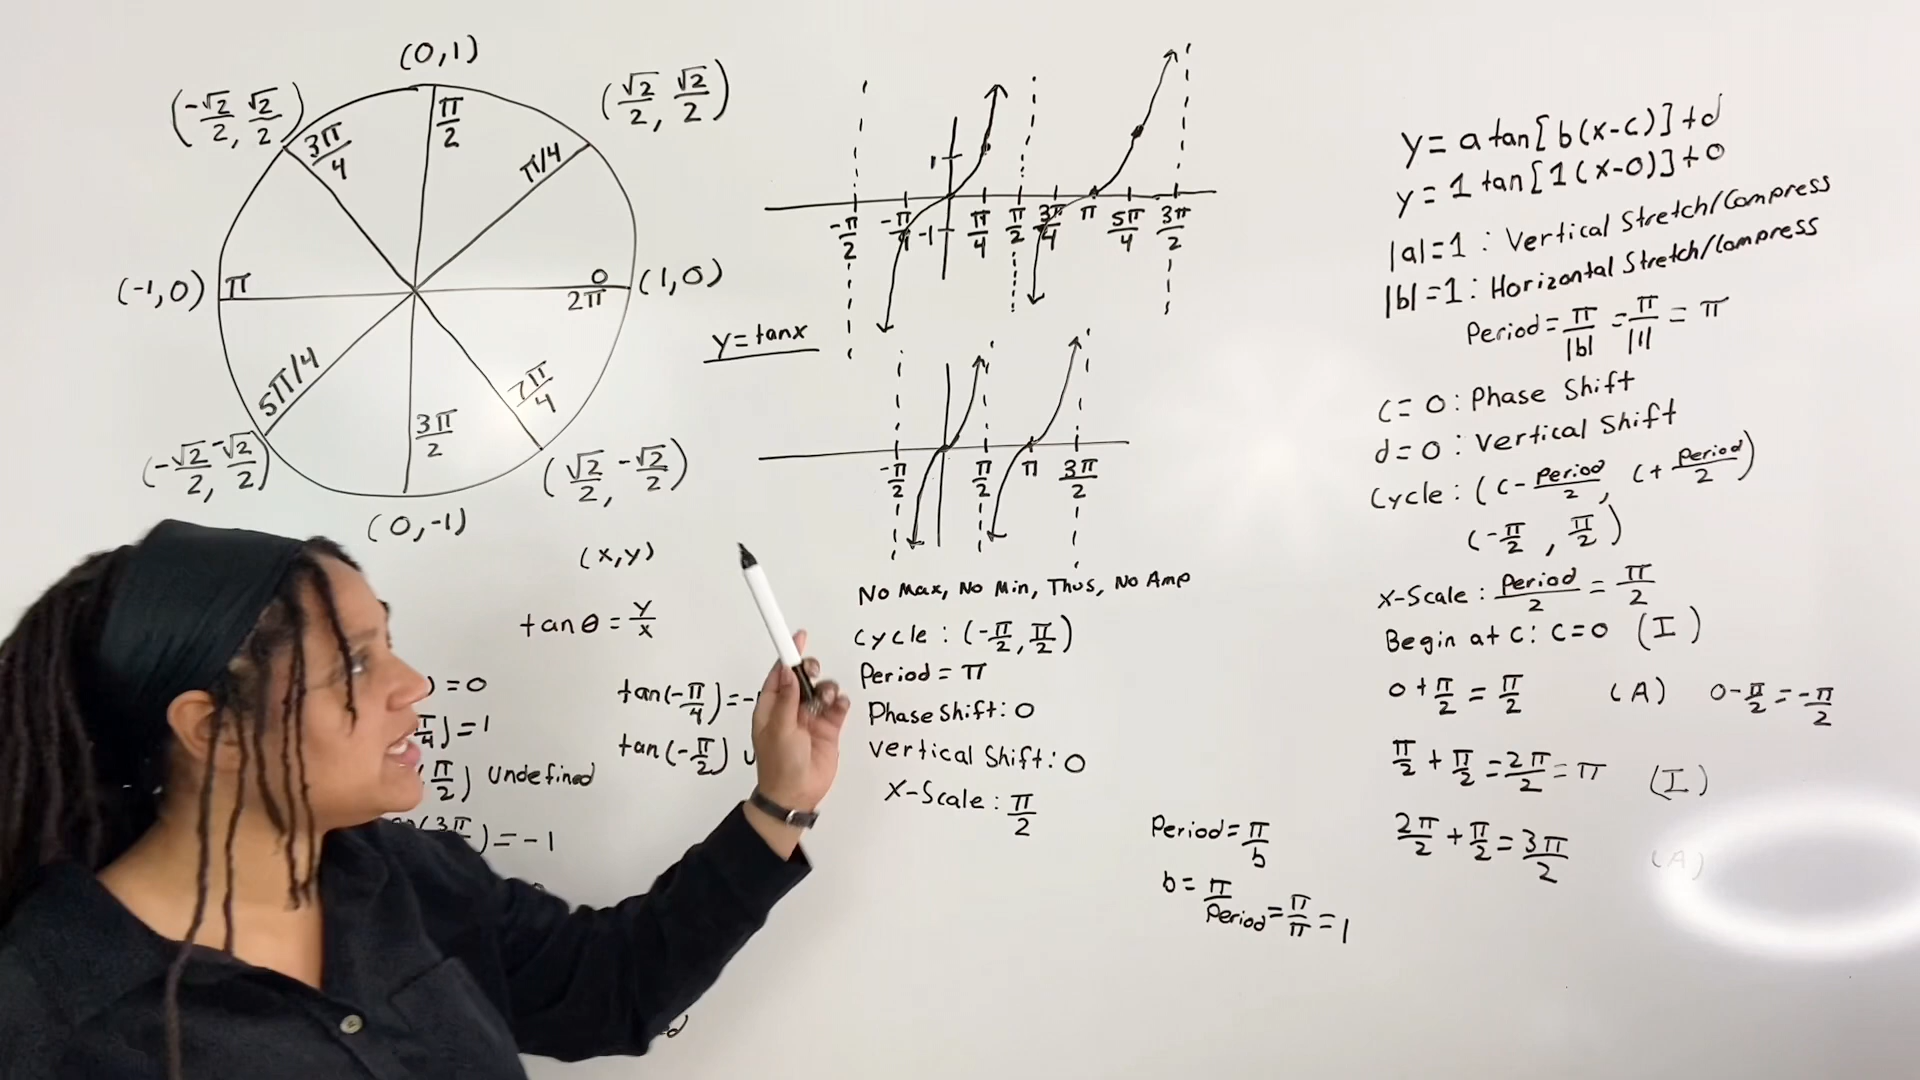 (0,1)
(-√2/2, √2/2)
(√2/2, √2/2)
3π/4
π/2
π/4
(-1,0)
π
0
2π
(1,0)
5π/4
3π/2
7π/4
(-√2/2, -√2/2)
(√2/2, -√2/2)
(0,-1)
(x,y)
tan θ = y/x
) = 0
π/4) = 1
(π/2) undefined
(3π/ ) = -1
tan(-π/4) = -
tan(-π/2) u
1
-1
-π/2 -π/4 π/4 π/2 3π/4 π 5π/4 3π/2
y = tanx
-π/2 π/2 π 3π/2
No Max, No Min, Thus, No Amp
Cycle: (-π/2, π/2)
Period = π
Phase Shift: 0
Vertical Shift: 0
X-Scale: π/2
Period = π/b
b = π/Period = π/π = 1
y = a tan[b(x-c)]+d
y = 1 tan[1(x-0)]+0
|a|=1 : Vertical Stretch/Compress
|b|=1 : Horizontal Stretch/Compress
Period = π/|b| = π/|1| = π
c = 0 : Phase Shift
d = 0 : Vertical Shift
Cycle : (c - Period/2, c + Period/2)
(-π/2, π/2)
X-Scale : Period/2 = π/2
Begin at C : C = 0 (I)
0 + π/2 = π/2 (A) 0 - π/2 = -π/2
π/2 + π/2 = 2π/2 = π (I)
2π/2 + π/2 = 3π/2 (A)